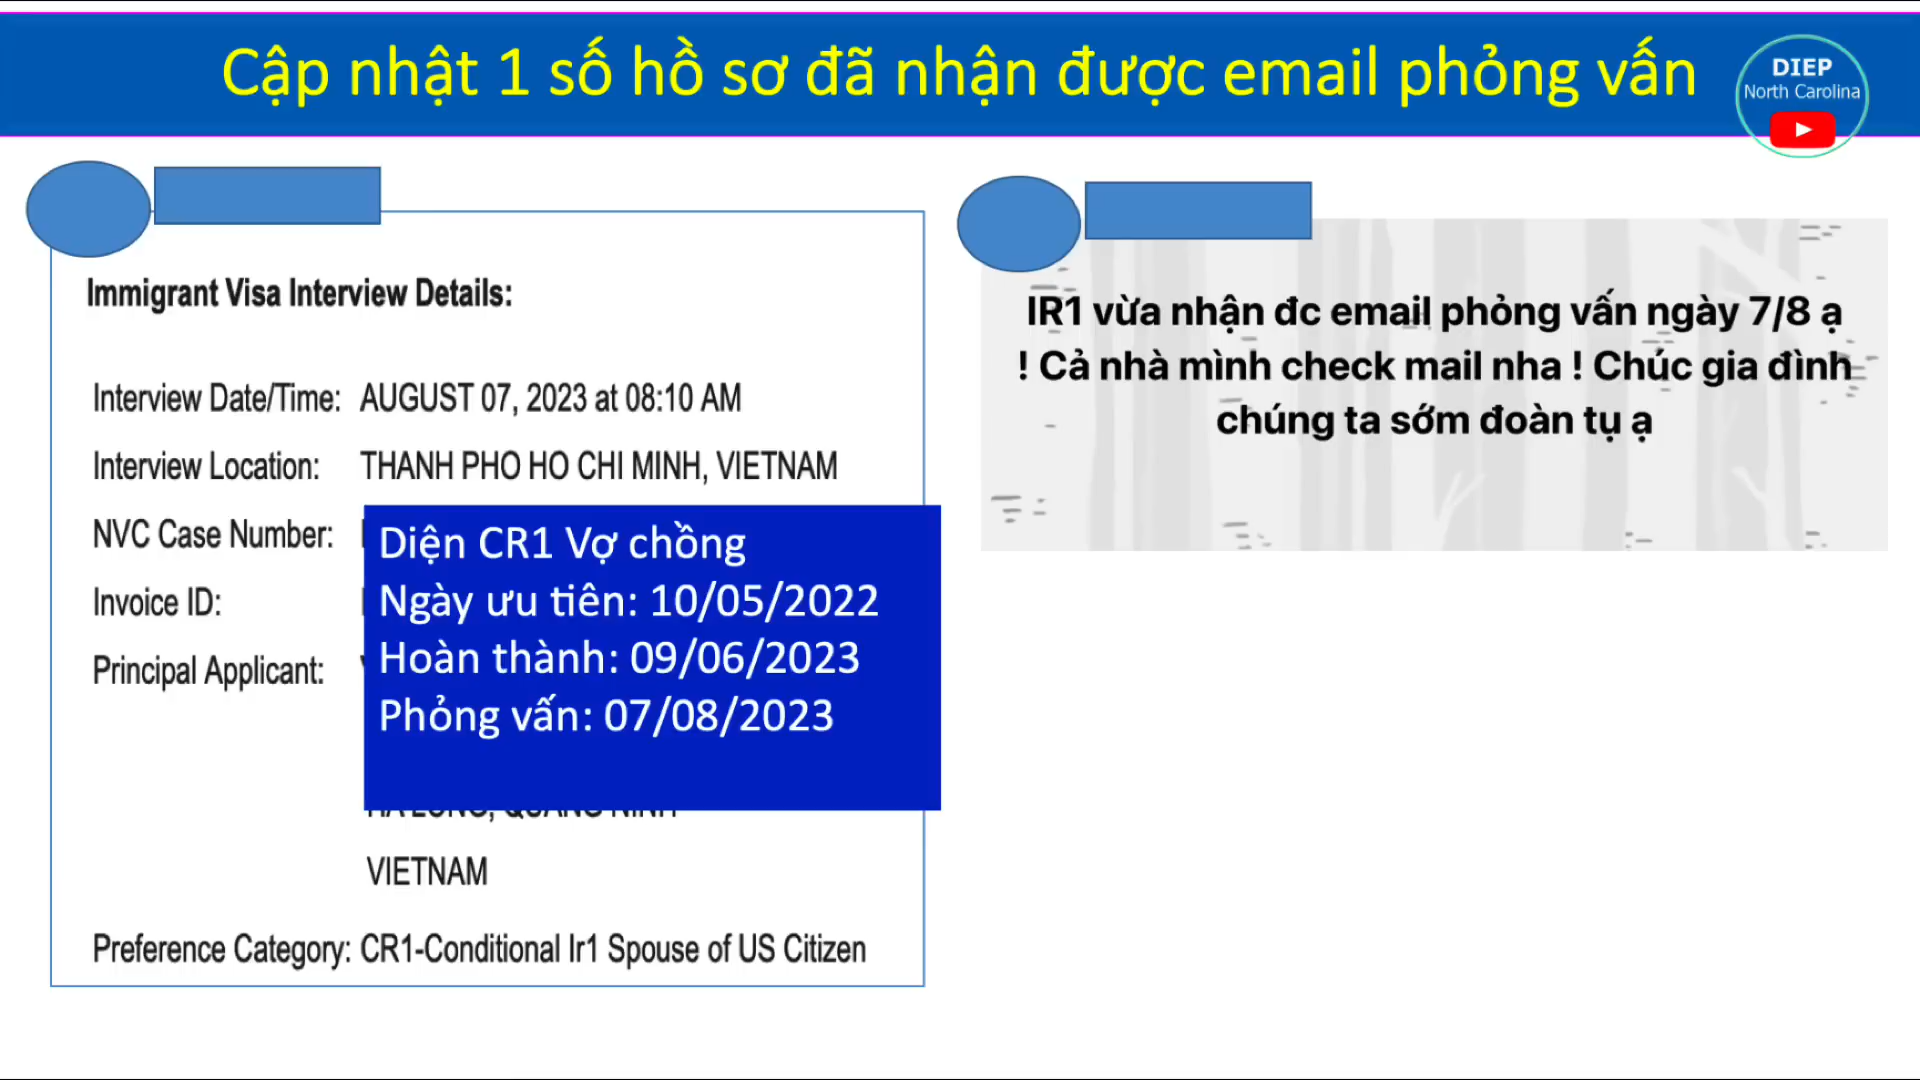 Cập nhật 1 số hồ sơ đã nhận được email phỏng vấn
DIEP
North Carolina
Immigrant Visa Interview Details:
Interview Date/Time: AUGUST 07, 2023 at 08:10 AM
Interview Location: THANH PHO HO CHI MINH, VIETNAM
NVC Case Number:
Invoice ID:
Principal Applicant:
Diện CR1 Vợ chồng
Ngày ưu tiên: 10/05/2022
Hoàn thành: 09/06/2023
Phỏng vấn: 07/08/2023
HA LONG, QUANG NINH
VIETNAM
Preference Category: CR1-Conditional Ir1 Spouse of US Citizen
IR1 vừa nhận đc email phỏng vấn ngày 7/8 ạ
! Cả nhà mình check mail nha ! Chúc gia đình
chúng ta sớm đoàn tụ ạ